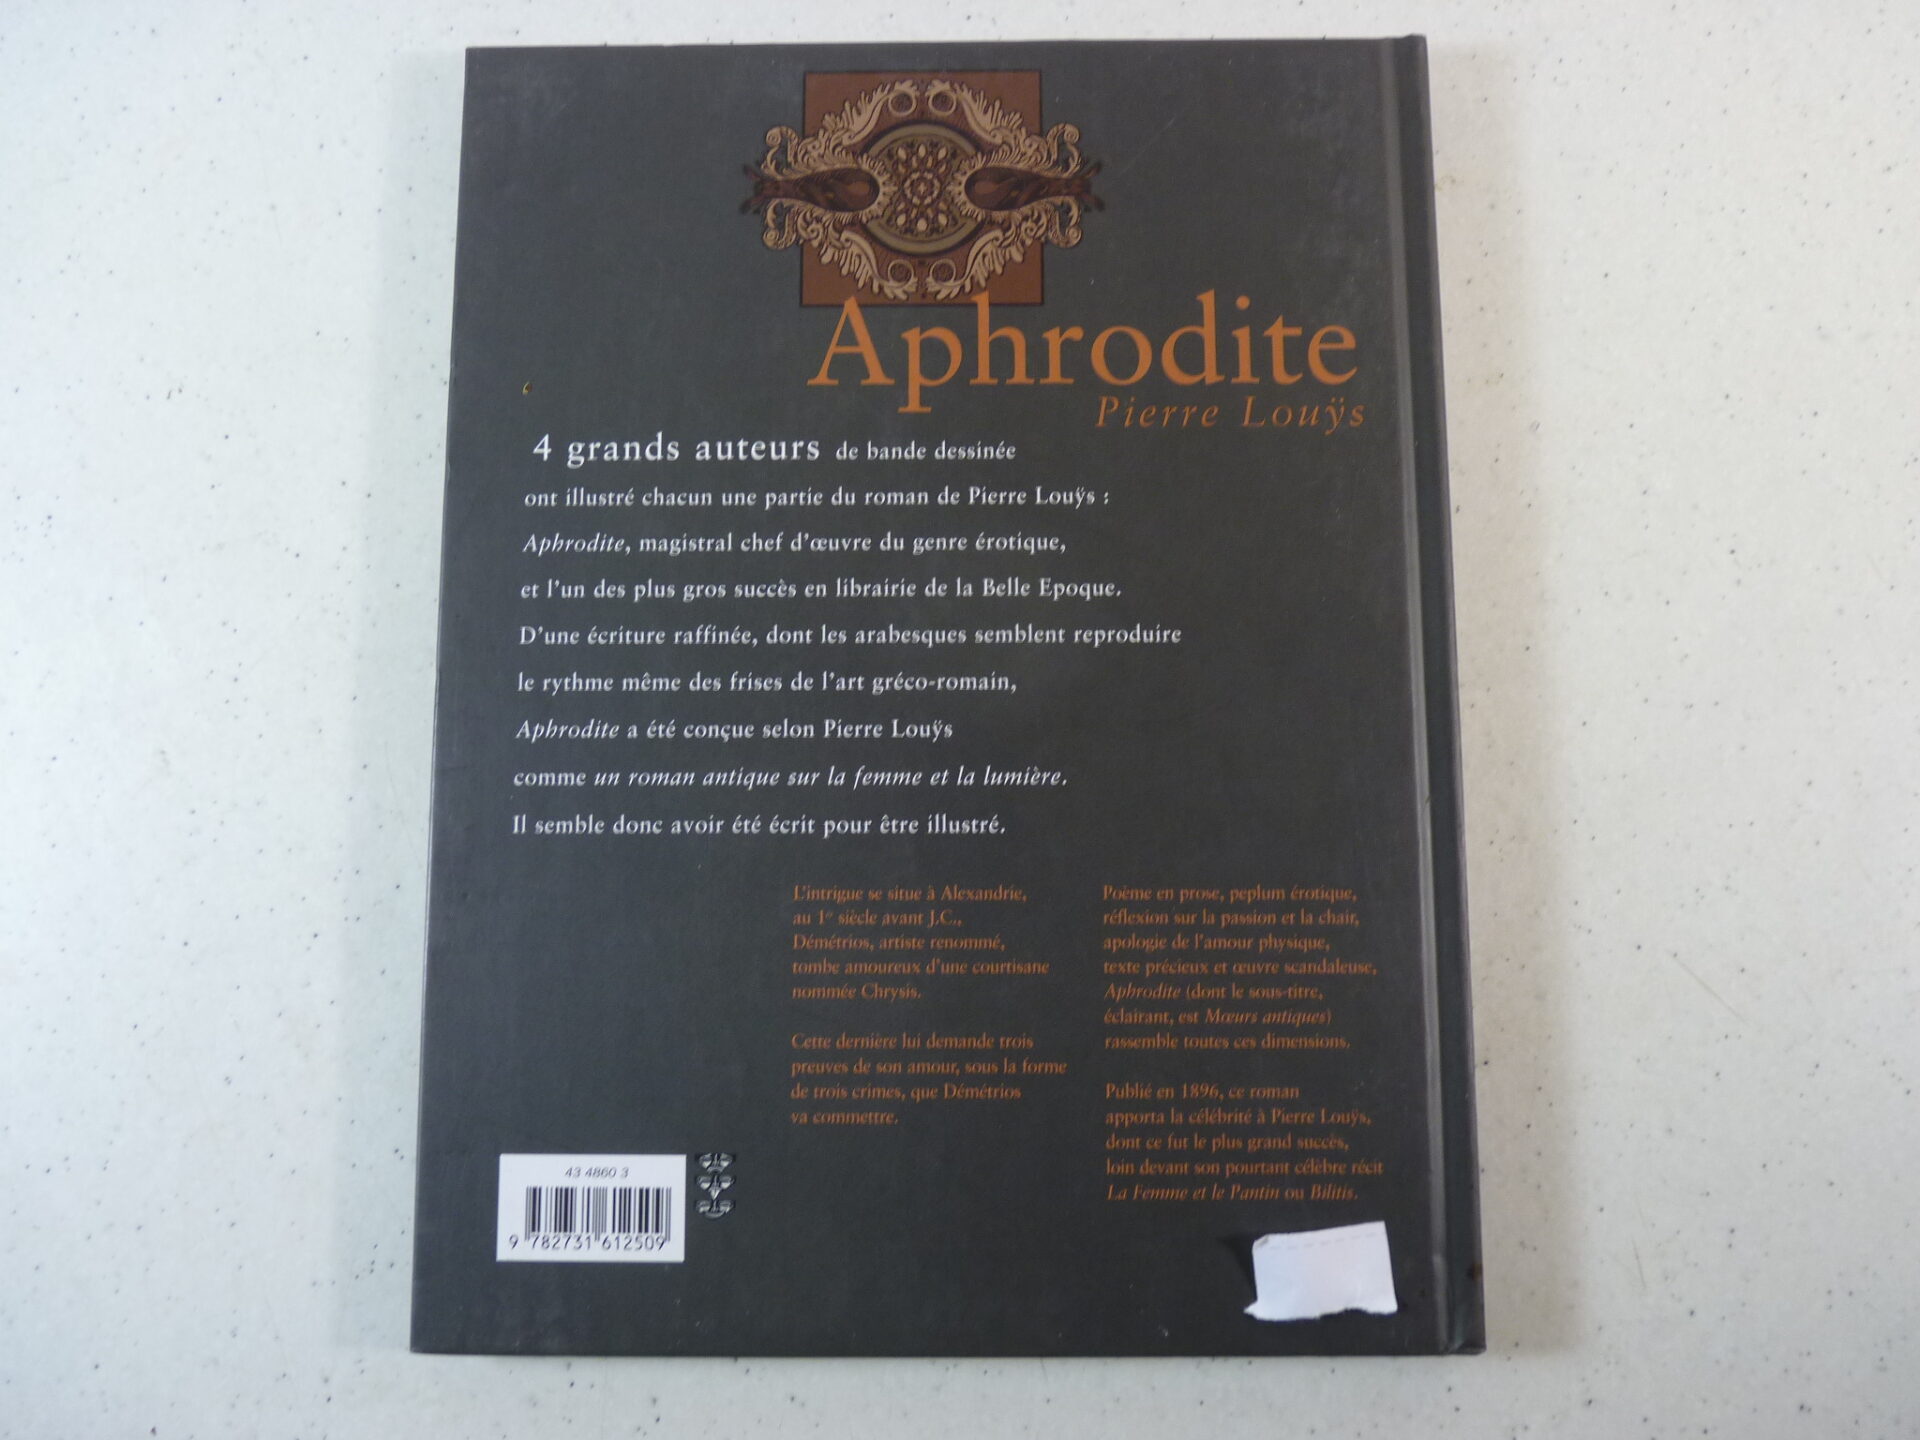 Aphrodite
Pierre Louÿs
4 grands auteurs de bande dessinée
ont illustré chacun une partie du roman de Pierre Louÿs :
Aphrodite, magistral chef d'œuvre du genre érotique,
et l'un des plus gros succès en librairie de la Belle Epoque.
D'une écriture raffinée, dont les arabesques semblent reproduire
le rythme même des frises de l'art gréco-romain,
Aphrodite a été conçue selon Pierre Louÿs
comme un roman antique sur la femme et la lumière.
Il semble donc avoir été écrit pour être illustré.
L'intrigue se situe à Alexandrie,
au 1er siècle avant J.C.,
Démétrios, artiste renommé,
tombe amoureux d'une courtisane
nommée Chrysis.
Cette dernière lui demande trois
preuves de son amour, sous la forme
de trois crimes, que Démétrios
va commettre.
Poème en prose, peplum érotique,
réflexion sur la passion et la chair,
apologie de l'amour physique,
texte précieux et œuvre scandaleuse,
Aphrodite (dont le sous-titre,
éclairant, est Mœurs antiques)
rassemble toutes ces dimensions.
Publié en 1896, ce roman
apporta la célébrité à Pierre Louÿs,
dont ce fut le plus grand succès,
loin devant son pourtant célèbre récit
La Femme et le Pantin ou Bilitis.
43 4860 3
9 782731 612509